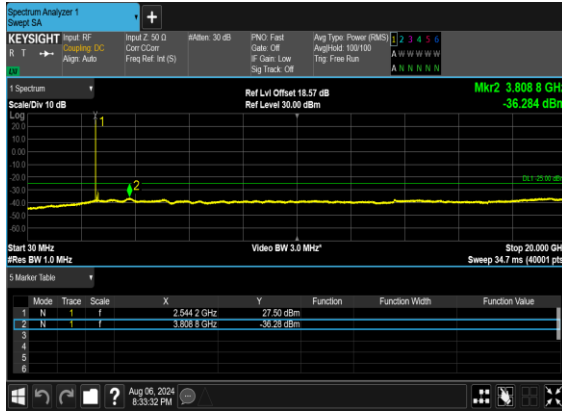 Spectrum Analyzer 1
Swept SA
+
KEYSIGHT Input: RF Input Z: 50 Ω #Atten: 30 dB PNO: Fast Avg Type: Power (RMS) 1 2 3 4 5 6
R T Coupling: DC Corr CCorr Gate: Off Avg|Hold: 100/100 A W W W W W
Align: Auto Freq Ref: Int (S) IF Gain: Low Trig: Free Run
LU Sig Track: Off A N N N N N
1 Spectrum Ref Lvl Offset 18.57 dB Mkr2 3.808 8 GHz
Scale/Div 10 dB Ref Level 30.00 dBm -36.284 dBm
Log
20.0
10.0
0.00
-10.0
-20.0
-30.0
-40.0
-50.0
-60.0
1
2
DL1 -25.00 dBm
Start 30 MHz Video BW 3.0 MHz* Stop 20.000 GHz
#Res BW 1.0 MHz Sweep 34.7 ms (40001 pts)
5 Marker Table
Mode Trace Scale X Y Function Function Width Function Value
1 N 1 f 2.544 2 GHz 27.50 dBm
2 N 1 f 3.808 8 GHz -36.28 dBm
3
4
5
6
? Aug 06, 2024
8:33:32 PM